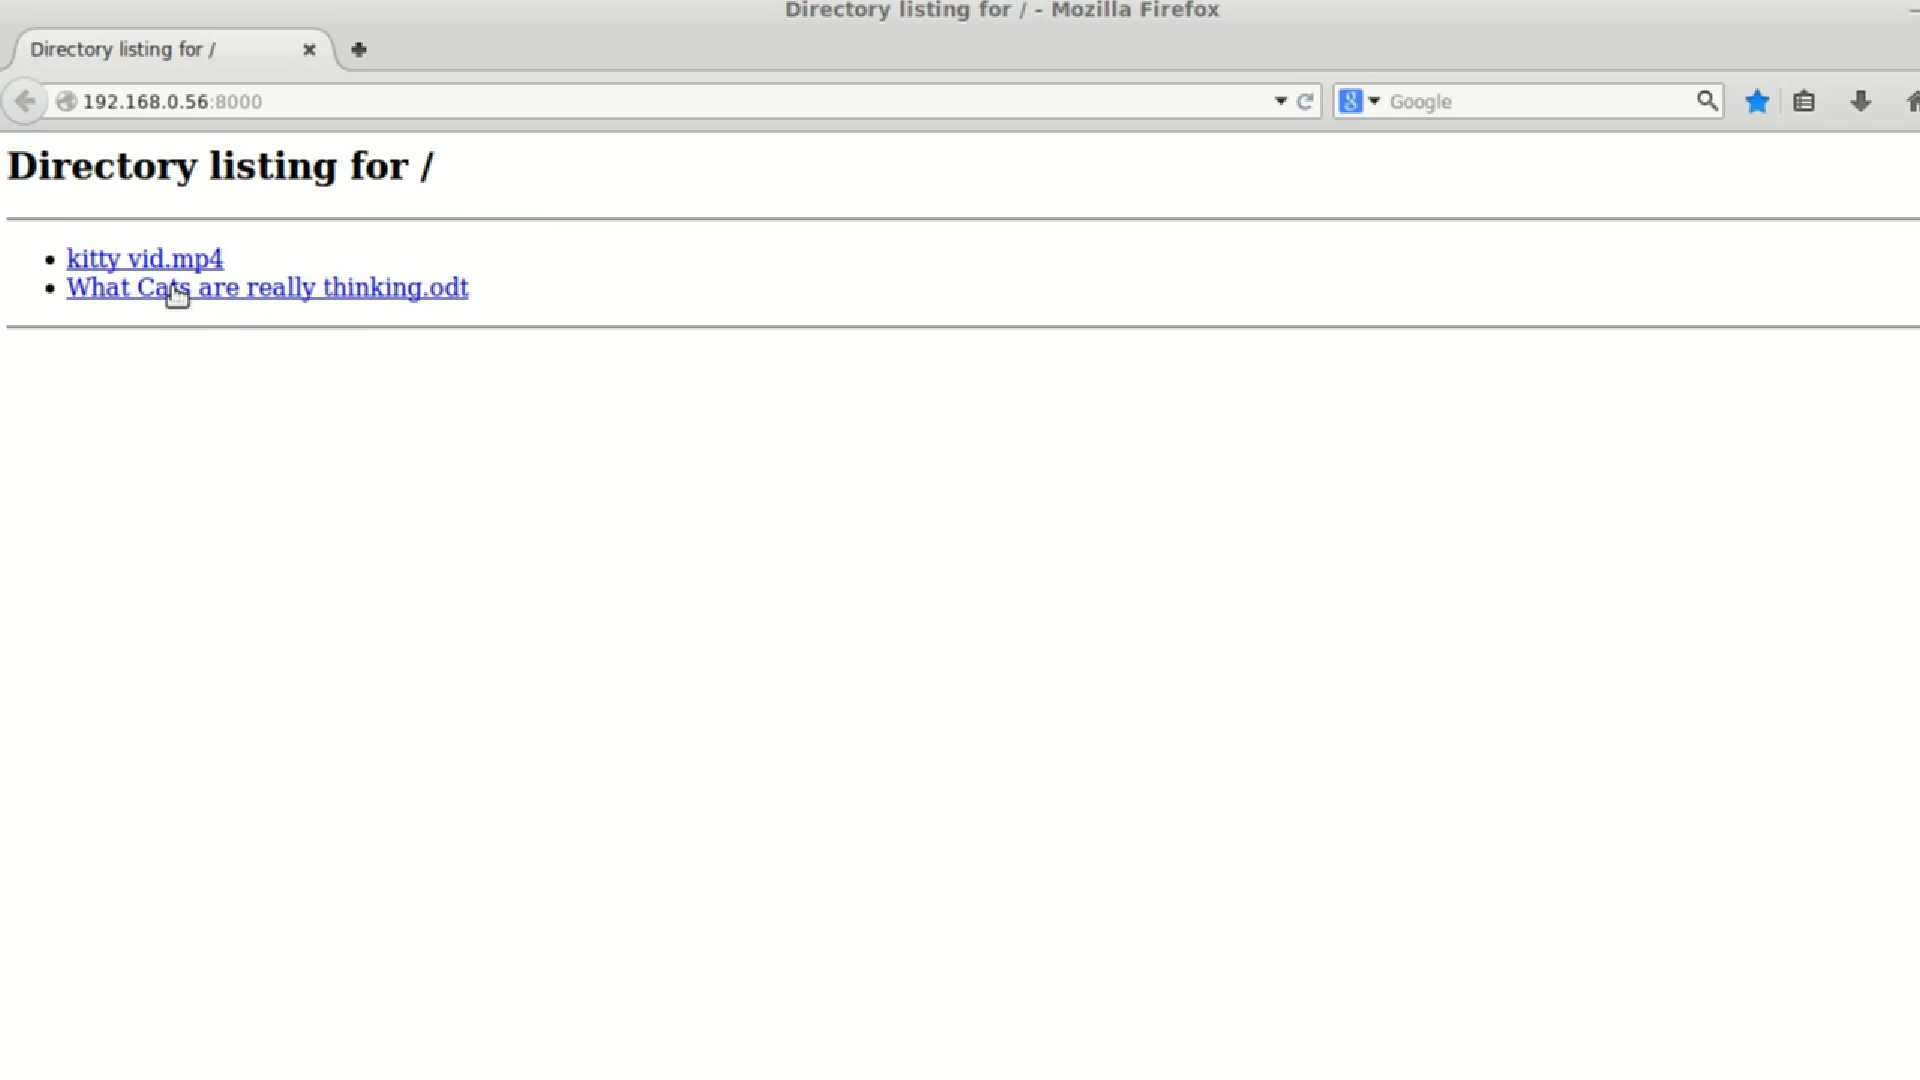 Directory listing for / - Mozilla Firefox
Directory listing for /
192.168.0.56:8000
8
Google
Directory listing for /
kitty vid.mp4
What Cats are really thinking.odt